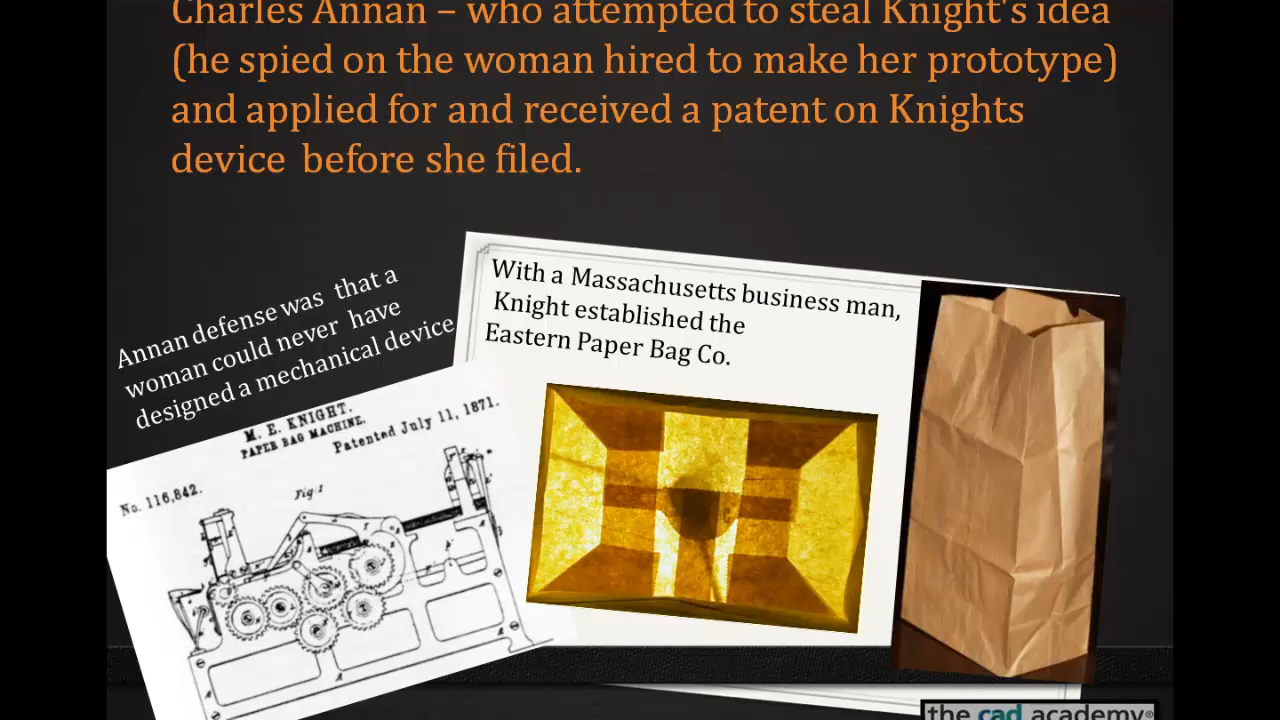 Charles Annan – who attempted to steal Knight's idea
(he spied on the woman hired to make her prototype)
and applied for and received a patent on Knights
device before she filed.
Annan defense was that a
woman could never have
designed a mechanical device
With a Massachusetts business man,
Knight established the
Eastern Paper Bag Co.
M. E. KNIGHT.
PAPER BAG MACHINE.
No. 116,842.
Patented July 11, 1871.
Fig. 1
the cad academy®